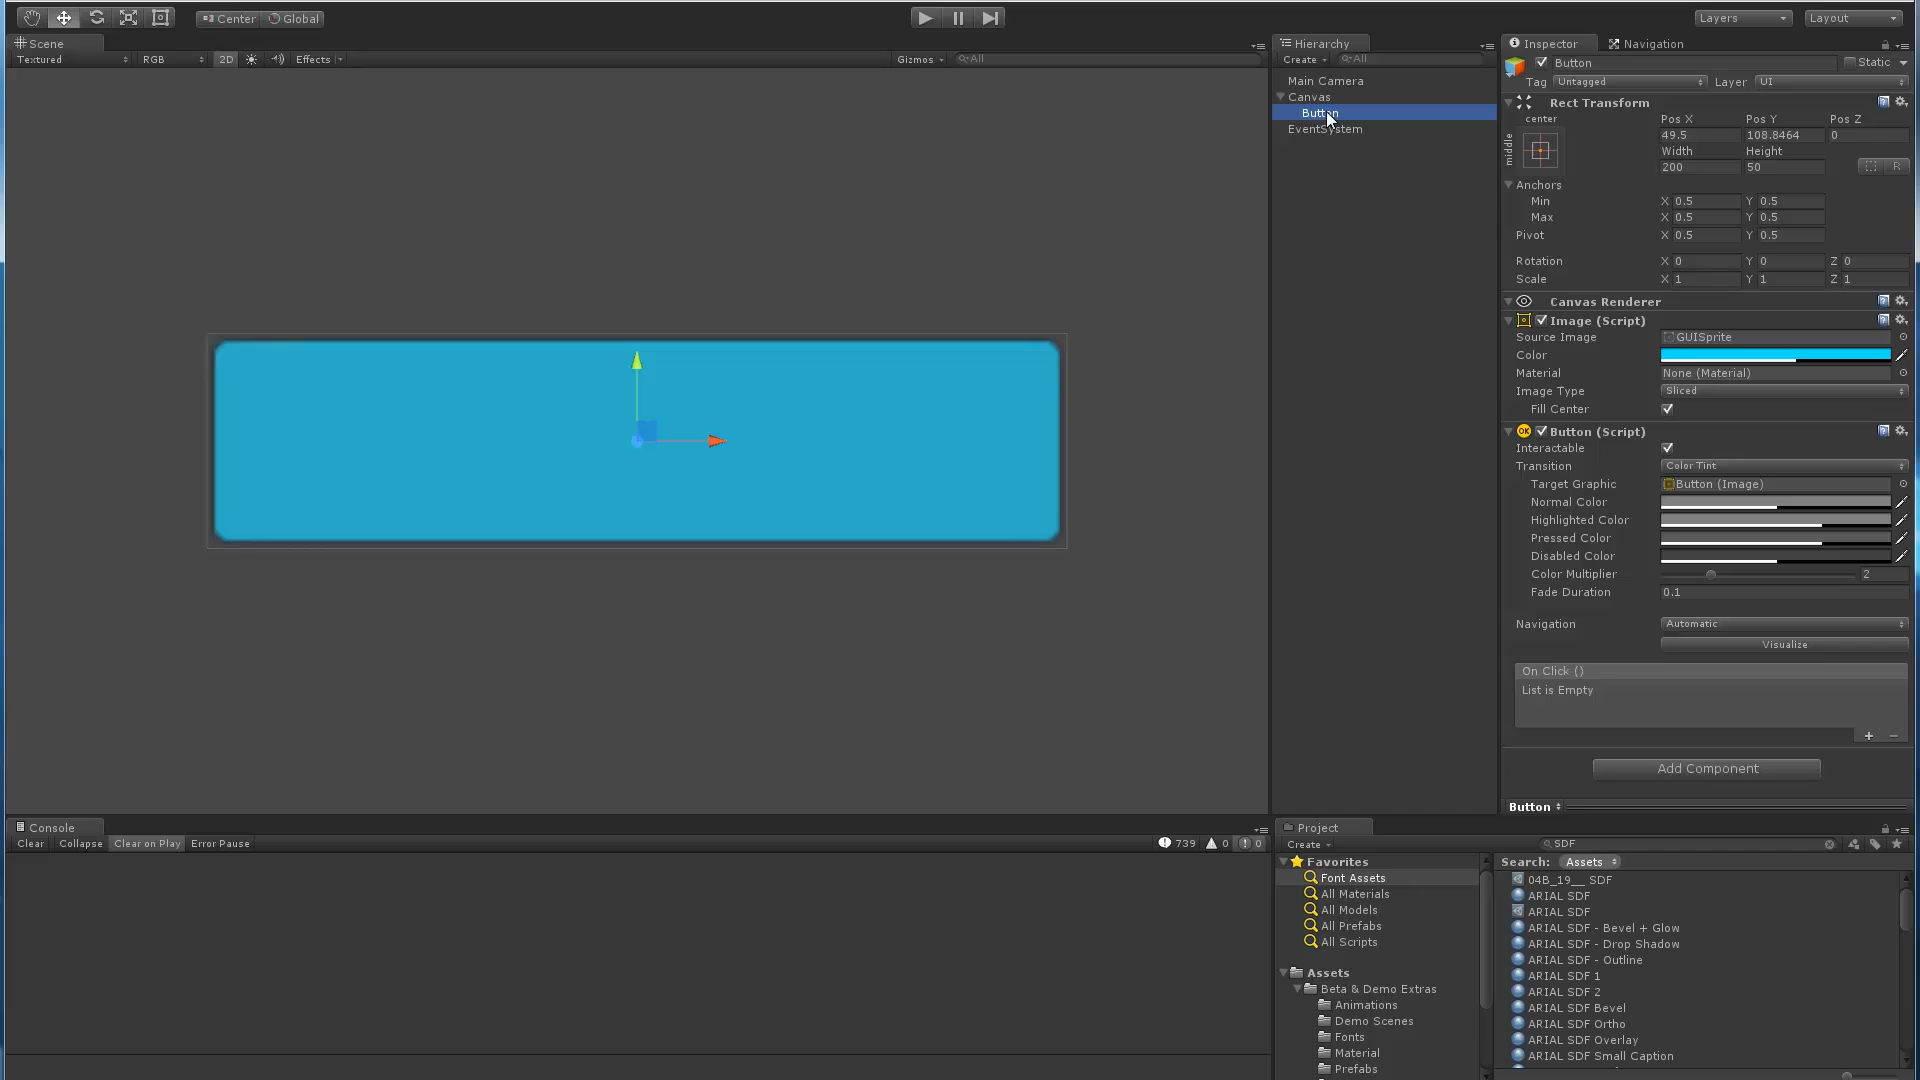 Center Global
Layers Layout
Scene
Textured RGB 2D Effects Gizmos All
Hierarchy
Create All
Main Camera
Canvas
Button
EventSystem
Inspector Navigation
Button Static
Tag Untagged Layer UI
Rect Transform
center Pos X Pos Y Pos Z
middle 49.5 108.8464 0
Width Height
200 50 R
Anchors
Min X 0.5 Y 0.5
Max X 0.5 Y 0.5
Pivot X 0.5 Y 0.5
Rotation X 0 Y 0 Z 0
Scale X 1 Y 1 Z 1
Canvas Renderer
Image (Script)
Source Image GUISprite
Color
Material None (Material)
Image Type Sliced
Fill Center
OK Button (Script)
Interactable
Transition Color Tint
Target Graphic Button (Image)
Normal Color
Highlighted Color
Pressed Color
Disabled Color
Color Multiplier 2
Fade Duration 0.1
Navigation Automatic
Visualize
On Click ()
List is Empty
Add Component
Button
Console
Clear Collapse Clear on Play Error Pause 739 0 0
Project
Create SDF
Favorites
Font Assets
All Materials
All Models
All Prefabs
All Scripts
Assets
Beta & Demo Extras
Animations
Demo Scenes
Fonts
Material
Prefabs
Search: Assets
04B_19__ SDF
ARIAL SDF
ARIAL SDF
ARIAL SDF - Bevel + Glow
ARIAL SDF - Drop Shadow
ARIAL SDF - Outline
ARIAL SDF 1
ARIAL SDF 2
ARIAL SDF Bevel
ARIAL SDF Ortho
ARIAL SDF Overlay
ARIAL SDF Small Caption